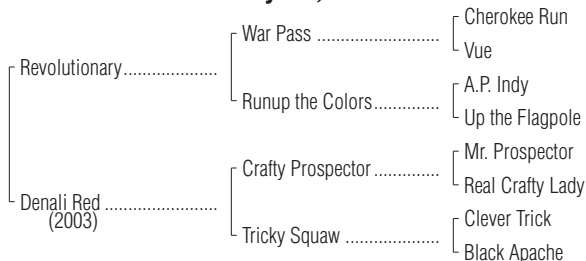 Cherokee Run
War Pass ........................
Vue
Revolutionary....................
A.P. Indy
Runup the Colors..............
Up the Flagpole
Mr. Prospector
Crafty Prospector ..............
Real Crafty Lady
Denali Red ........................
(2003)
Clever Trick
Tricky Squaw ....................
Black Apache